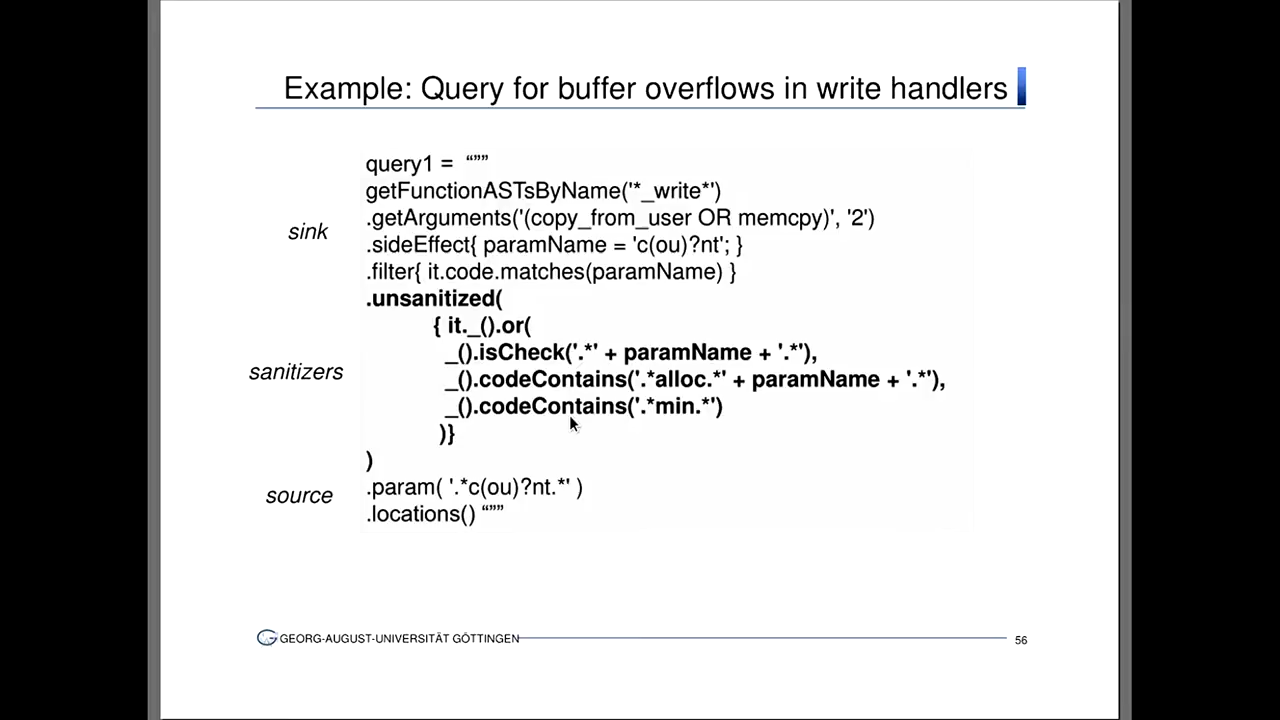 Example: Query for buffer overflows in write handlers
query1 = “””
getFunctionASTsByName('*_write*')
sink
.getArguments('(copy_from_user OR memcpy)', '2')
.sideEffect{ paramName = 'c(ou)?nt'; }
.filter{ it.code.matches(paramName) }
.unsanitized(
{ it._().or(
_().isCheck('.*' + paramName + '.*'),
sanitizers
_().codeContains('.*alloc.*' + paramName + '.*'),
_().codeContains('.*min.*')
)}
)
source
.param( '.*c(ou)?nt.*' )
.locations() “””
GEORG-AUGUST-UNIVERSITÄT GÖTTINGEN
56